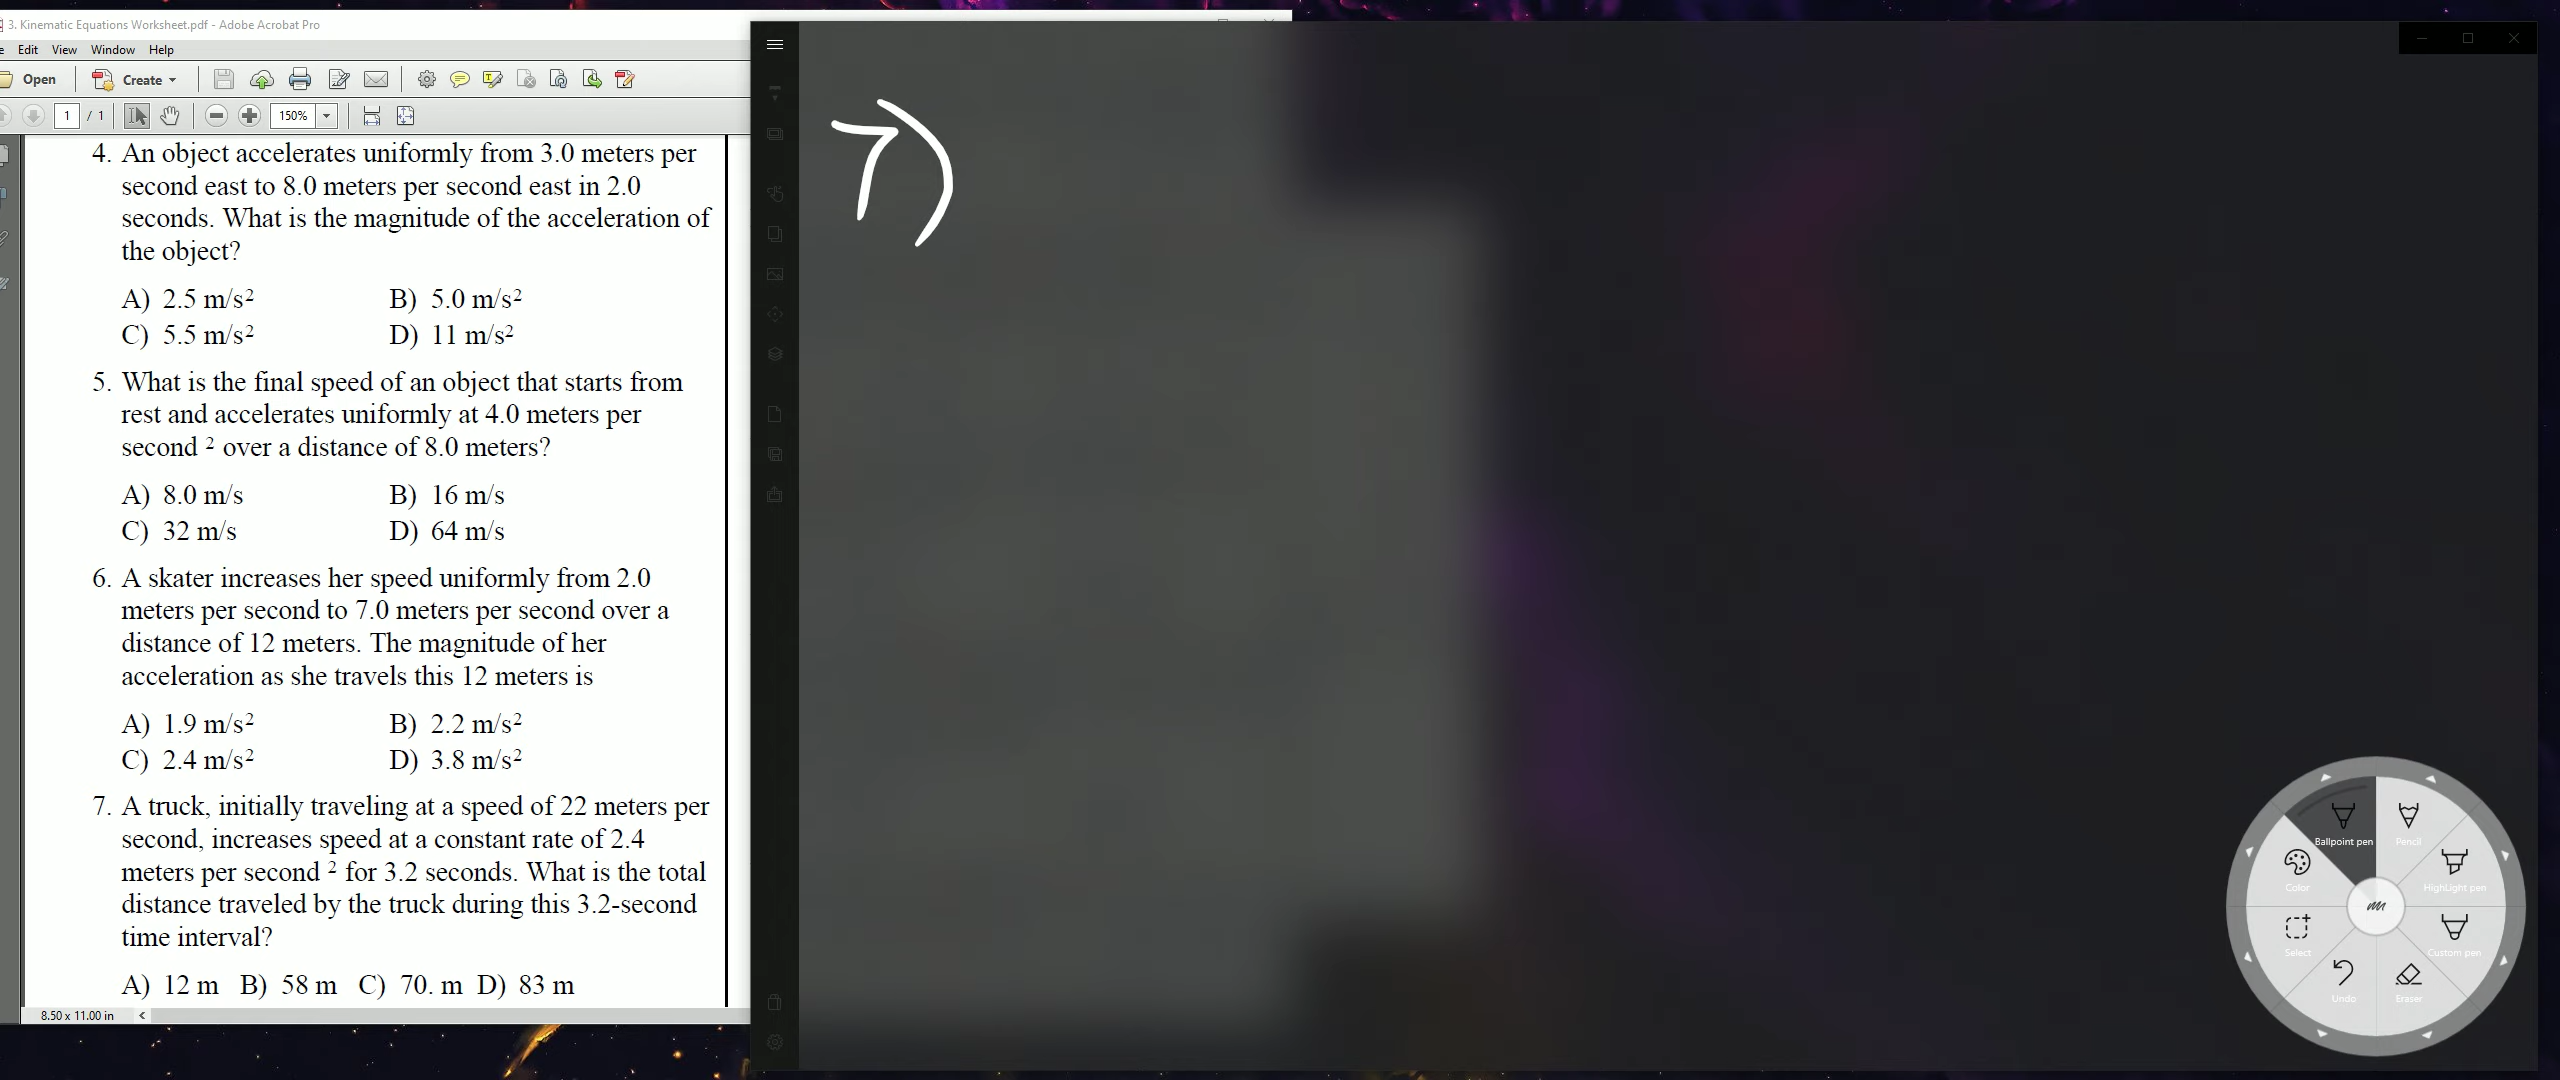 3. Kinematic Equations Worksheet.pdf - Adobe Acrobat Pro
Edit View Window Help
Open Create
1 / 1 150%
4. An object accelerates uniformly from 3.0 meters per
second east to 8.0 meters per second east in 2.0
seconds. What is the magnitude of the acceleration of
the object?
A) 2.5 m/s² B) 5.0 m/s²
C) 5.5 m/s² D) 11 m/s²
5. What is the final speed of an object that starts from
rest and accelerates uniformly at 4.0 meters per
second ² over a distance of 8.0 meters?
A) 8.0 m/s B) 16 m/s
C) 32 m/s D) 64 m/s
6. A skater increases her speed uniformly from 2.0
meters per second to 7.0 meters per second over a
distance of 12 meters. The magnitude of her
acceleration as she travels this 12 meters is
A) 1.9 m/s² B) 2.2 m/s²
C) 2.4 m/s² D) 3.8 m/s²
7. A truck, initially traveling at a speed of 22 meters per
second, increases speed at a constant rate of 2.4
meters per second ² for 3.2 seconds. What is the total
distance traveled by the truck during this 3.2-second
time interval?
A) 12 m B) 58 m C) 70. m D) 83 m
8.50 x 11.00 in
7)
Ballpoint pen Pencil
Color HighLight pen
Select Custom pen
Undo Eraser